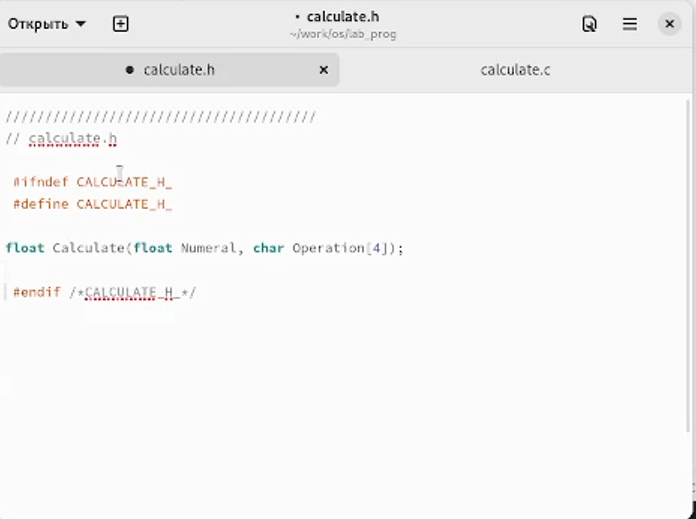 Открыть
• calculate.h
~/work/os/lab_prog
● calculate.h
calculate.c
////////////////////////////////////////
// calculate.h
#ifndef CALCULATE_H_
#define CALCULATE_H_
float Calculate(float Numeral, char Operation[4]);
#endif /*CALCULATE_H_*/